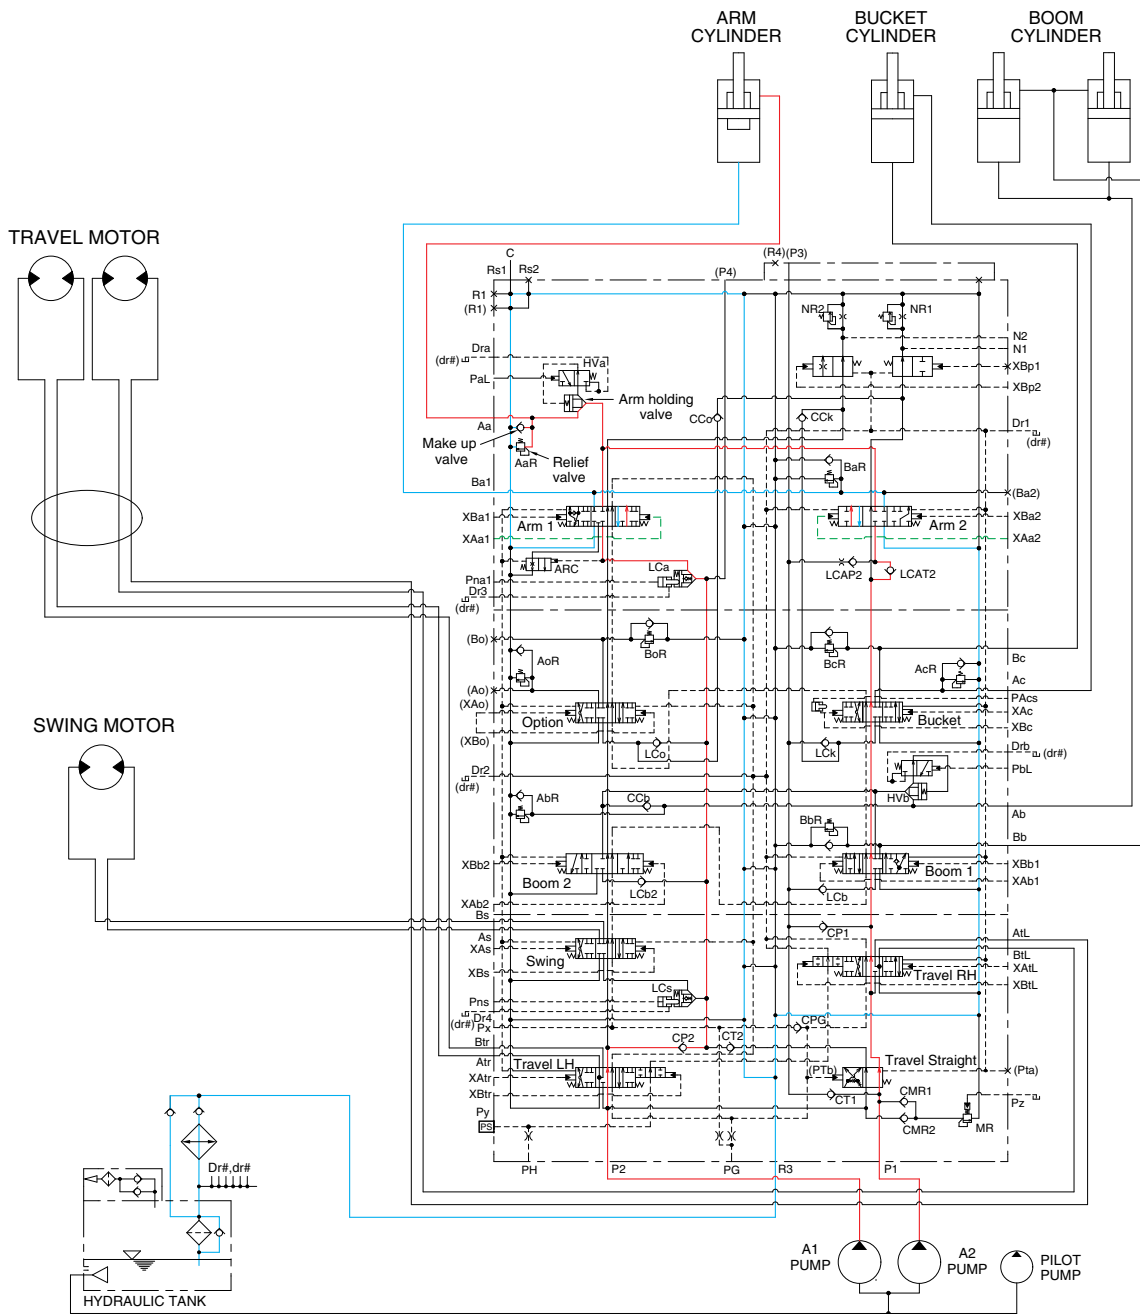 ARM
CYLINDER
BUCKET
CYLINDER
BOOM
CYLINDER
TRAVEL MOTOR
SWING MOTOR
C
(R4)
(P3)
Rs1
Rs2
(P4)
R1
(R1)
NR2
NR1
N2
N1
Dra
(dr#)
HVa
XBp1
PaL
XBp2
Arm holding
valve
CCo
CCk
Aa
Dr1
(dr#)
Make up
valve
AaR
Relief
valve
BaR
Ba1
(Ba2)
XBa1
Arm 1
Arm 2
XBa2
XAa1
XAa2
ARC
LCa
LCAP2
LCAT2
Pna1
Dr3
(dr#)
(Bo)
BoR
BcR
Bc
AoR
AcR
Ac
(Ao)
PAcs
(XAo)
Option
Bucket
XAc
XBc
(XBo)
LCo
LCk
Drb
(dr#)
Dr2
(dr#)
PbL
HVb
AbR
CCb
Ab
BbR
Bb
XBb2
Boom 2
Boom 1
XBb1
XAb1
LCb2
LCb
XAb2
Bs
CP1
AtL
As
XAs
Swing
BtL
Travel RH
XAtL
XBs
XBtL
LCs
Pns
Dr4
(dr#)
Px
CPG
Btr
CP2
CT2
Atr
Travel LH
Travel Straight
XAtr
(PTb)
(Pta)
XBtr
CT1
CMR1
Pz
Py
PS
CMR2
MR
PH
P2
PG
R3
P1
Dr#,dr#
A1
PUMP
A2
PUMP
PILOT
PUMP
HYDRAULIC TANK